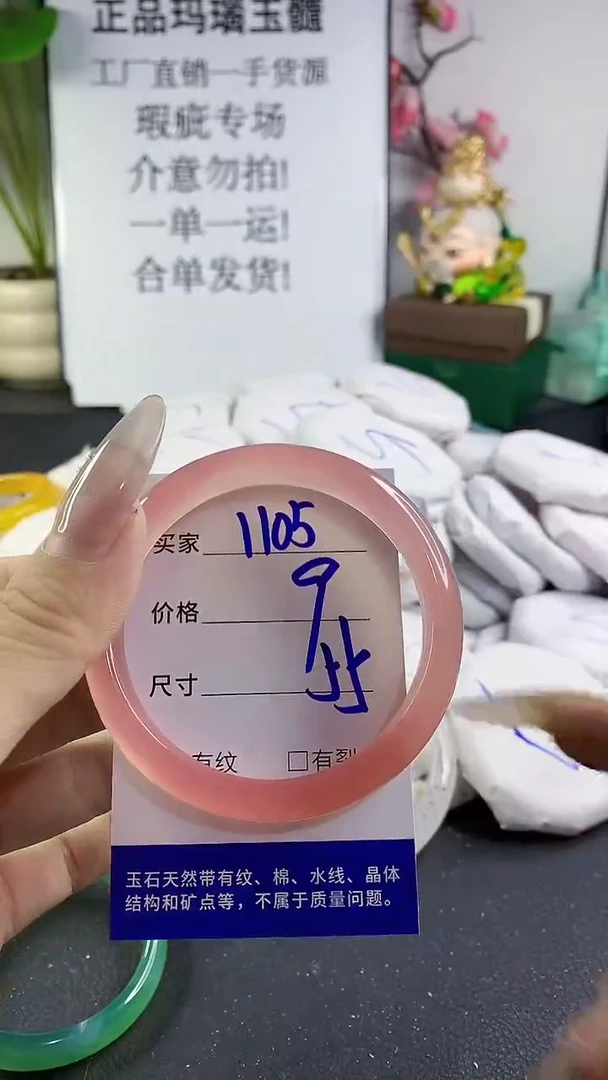 正品玛瑙玉髓
工厂直销一手货源
瑕疵专场
介意勿拍!
一单一运!
合单发货!
买家 1105
价格 9
尺寸
有纹 □有裂
玉石天然带有纹、棉、水线、晶体
结构和矿点等，不属于质量问题。